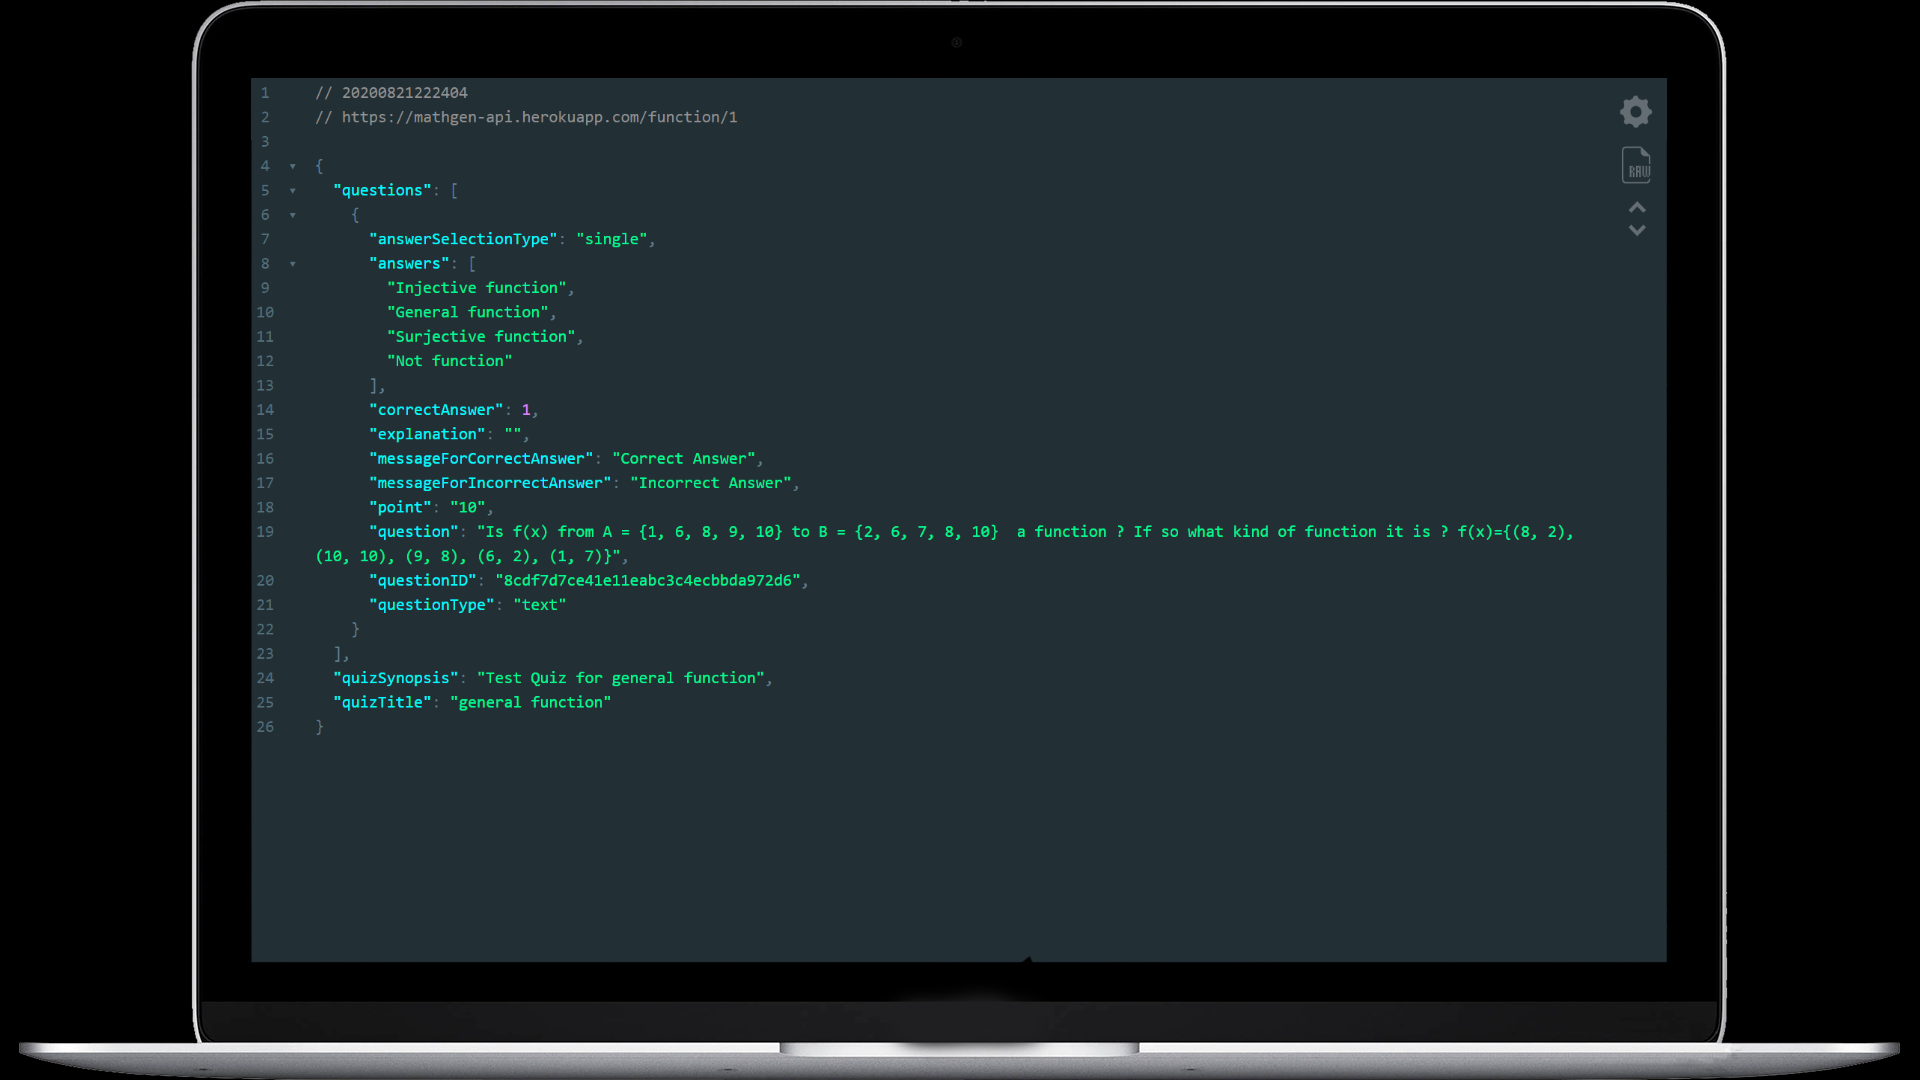 1 // 20200821222404
2 // https://mathgen-api.herokuapp.com/function/1
3
4 {
5 "questions": [
6 {
7 "answerSelectionType": "single",
8 "answers": [
9 "Injective function",
10 "General function",
11 "Surjective function",
12 "Not function"
13 ],
14 "correctAnswer": 1,
15 "explanation": "",
16 "messageForCorrectAnswer": "Correct Answer",
17 "messageForIncorrectAnswer": "Incorrect Answer",
18 "point": "10",
19 "question": "Is f(x) from A = {1, 6, 8, 9, 10} to B = {2, 6, 7, 8, 10}  a function ? If so what kind of function it is ? f(x)={(8, 2),
(10, 10), (9, 8), (6, 2), (1, 7)}",
20 "questionID": "8cdf7d7ce41e11eabc3c4ecbbda972d6",
21 "questionType": "text"
22 }
23 ],
24 "quizSynopsis": "Test Quiz for general function",
25 "quizTitle": "general function"
26 }
RAW